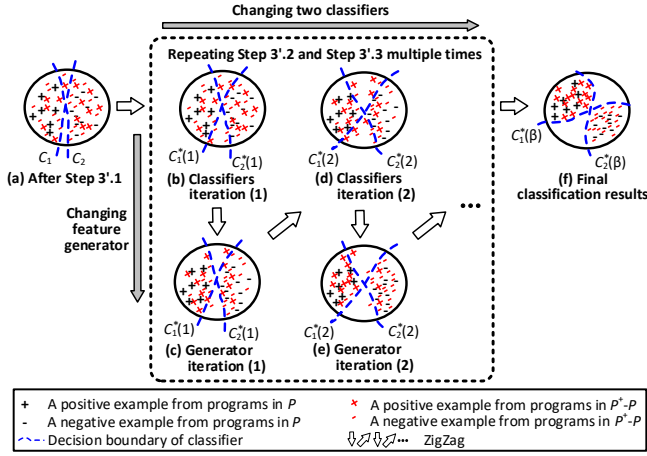 Changing two classifiers
Repeating Step 3'.2 and Step 3'.3 multiple times
C1 C2
C1*(1) C2*(1)
C1*(2) C2*(2)
C1*(β)
C2*(β)
(a) After Step 3'.1
(b) Classifiers
iteration (1)
(d) Classifiers
iteration (2)
(f) Final
classification results
Changing
feature
generator
...
C1*(1) C2*(1)
C1*(2) C2*(2)
(c) Generator
iteration (1)
(e) Generator
iteration (2)
+ A positive example from programs in P
- A negative example from programs in P
Decision boundary of classifier
× A positive example from programs in P⁺-P
- A negative example from programs in P⁺-P
... ZigZag